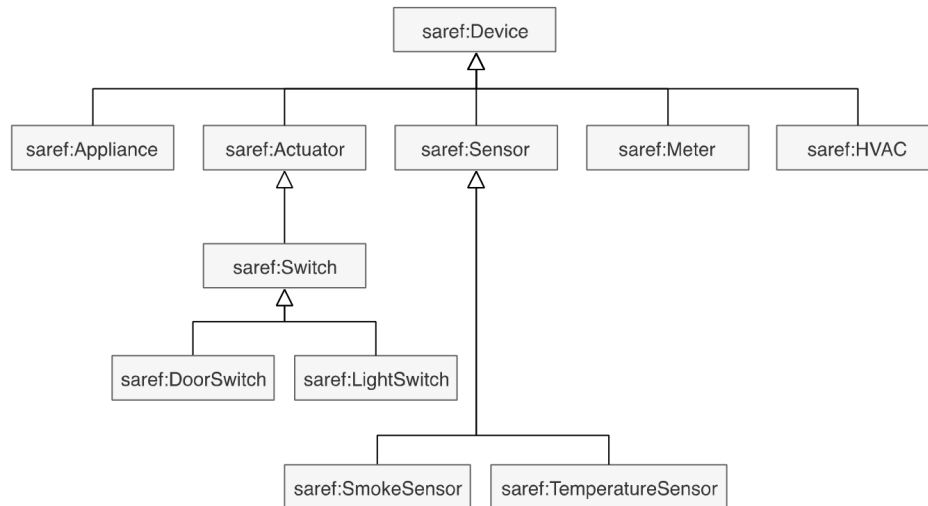 saref:Device
saref:Appliance
saref:Actuator
saref:Sensor
saref:Meter
saref:HVAC
saref:Switch
saref:DoorSwitch
saref:LightSwitch
saref:SmokeSensor
saref:TemperatureSensor